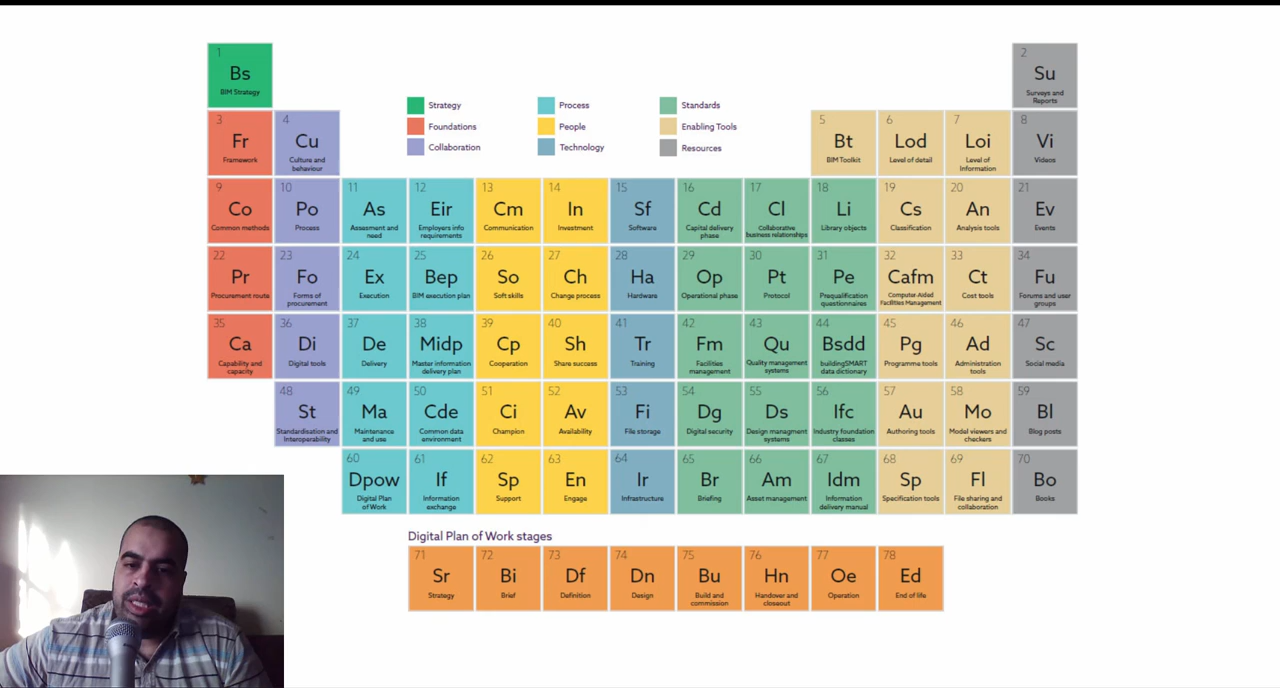 1
Bs
BIM Strategy
2
Su
Surveys and
Reports
Strategy
Foundations
Collaboration
Process
People
Technology
Standards
Enabling Tools
Resources
3
Fr
Framework
4
Cu
Culture and
behaviour
5
Bt
BIM Toolkit
6
Lod
Level of detail
7
Loi
Level of
Information
8
Vi
Videos
9
Co
Common methods
10
Po
Process
11
As
Assesment and
need
12
Eir
Employers info
requirements
13
Cm
Communication
14
In
Investment
15
Sf
Software
16
Cd
Capital delivery
phase
17
Cl
Collaborative
business relationships
18
Li
Library objects
19
Cs
Classification
20
An
Analysis tools
21
Ev
Events
22
Pr
Procurement route
23
Fo
Forms of
procurement
24
Ex
Execution
25
Bep
BIM execution plan
26
So
Soft skills
27
Ch
Change process
28
Ha
Hardware
29
Op
Operational phase
30
Pt
Protocol
31
Pe
Prequalification
questionnaires
32
Cafm
Computer-Aided
Facilities Management
33
Ct
Cost tools
34
Fu
Forums and user
groups
35
Ca
Capability and
capacity
36
Di
Digital tools
37
De
Delivery
38
Midp
Master information
delivery plan
39
Cp
Cooperation
40
Sh
Share success
41
Tr
Training
42
Fm
Facilities
management
43
Qu
Quality management
systems
44
Bsdd
buildingSMART
data dictionary
45
Pg
Programme tools
46
Ad
Administration
tools
47
Sc
Social media
48
St
Standardisation and
Interoperability
49
Ma
Maintenance
and use
50
Cde
Common data
environment
51
Ci
Champion
52
Av
Availability
53
Fi
File storage
54
Dg
Digital security
55
Ds
Design managment
systems
56
Ifc
Industry foundation
classes
57
Au
Authoring tools
58
Mo
Model viewers and
checkers
59
Bl
Blog posts
60
Dpow
Digital Plan
of Work
61
If
Information
exchange
62
Sp
Support
63
En
Engage
64
Ir
Infrastructure
65
Br
Briefing
66
Am
Asset management
67
Idm
Information
delivery manual
68
Sp
Specification tools
69
Fl
File sharing and
collaboration
70
Bo
Books
Digital Plan of Work stages
71
Sr
Strategy
72
Bi
Brief
73
Df
Definition
74
Dn
Design
75
Bu
Build and
commission
76
Hn
Handover and
closeout
77
Oe
Operation
78
Ed
End of life